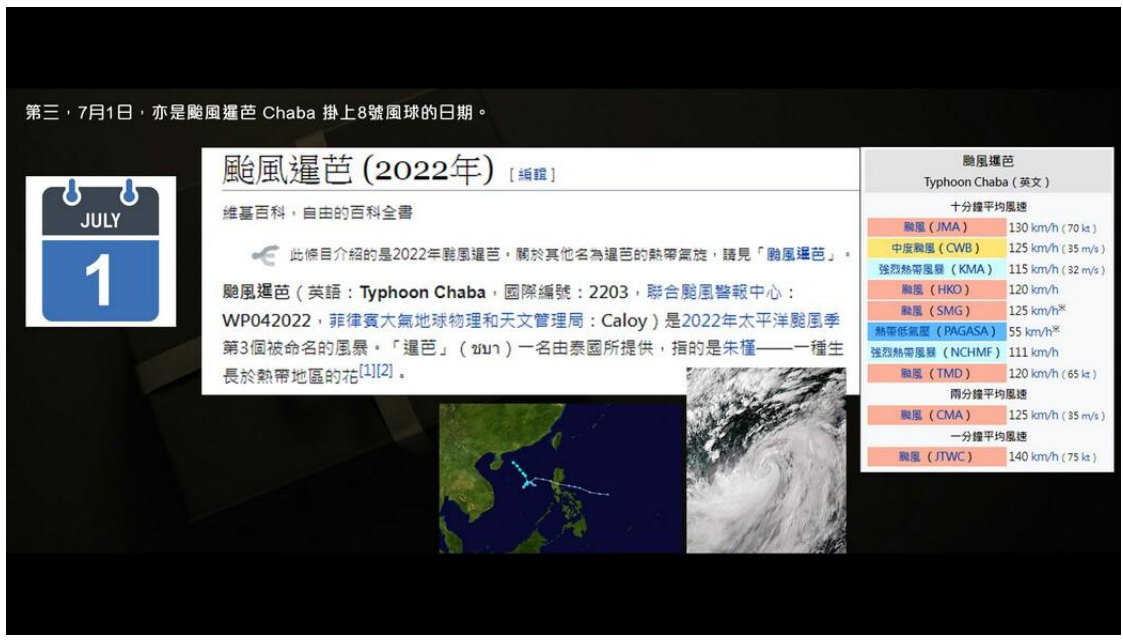 第三，7月1日，亦是颱風暹芭 Chaba 掛上8號風球的日期。
JULY
1
颱風暹芭 (2022年) [編輯]
維基百科，自由的百科全書
此條目介紹的是2022年颱風暹芭。關於其他名為暹芭的熱帶氣旋，請見「颱風暹芭」。
颱風暹芭（英語：Typhoon Chaba，國際編號：2203，聯合颱風警報中心：
WP042022，菲律賓大氣地球物理和天文管理局：Caloy）是2022年太平洋颱風季
第3個被命名的風暴。「暹芭」（ชบา）一名由泰國所提供，指的是朱槿——一種生
長於熱帶地區的花[1][2]。
颱風暹芭
Typhoon Chaba（英文）
十分鐘平均風速
颱風（JMA） 130 km/h（70 kt）
中度颱風（CWB） 125 km/h（35 m/s）
強烈熱帶風暴（KMA） 115 km/h（32 m/s）
颱風（HKO） 120 km/h
颱風（SMG） 125 km/h※
熱帶低氣壓（PAGASA） 55 km/h※
強烈熱帶風暴（NCHMF） 111 km/h
颱風（TMD） 120 km/h（65 kt）
兩分鐘平均風速
颱風（CMA） 125 km/h（35 m/s）
一分鐘平均風速
颱風（JTWC） 140 km/h（75 kt）